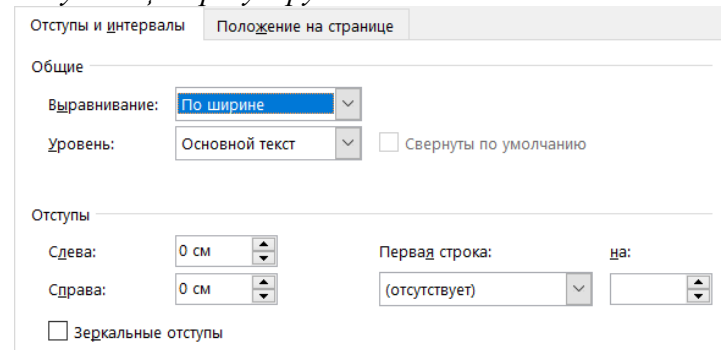 Отступы и интервалы Положение на странице
Общие
Выравнивание: По ширине
Уровень: Основной текст Свернуты по умолчанию
Отступы
Слева: 0 см Первая строка: на:
Справа: 0 см (отсутствует)
Зеркальные отступы